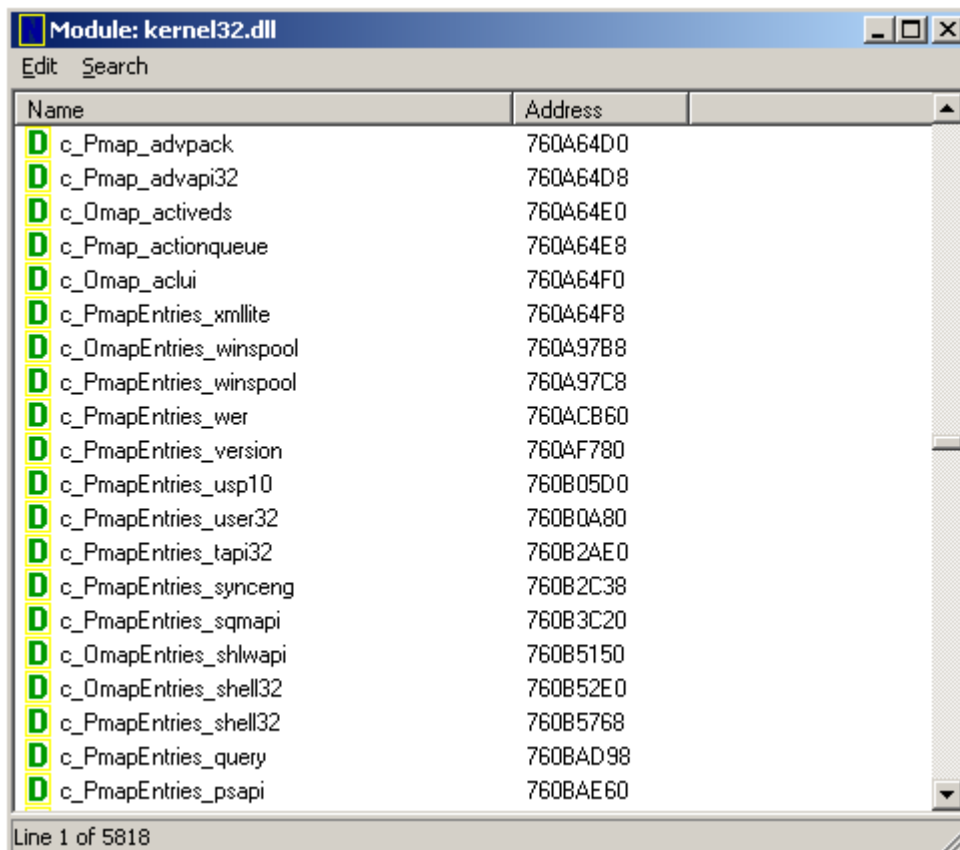 Module: kernel32.dll
Edit Search
Name Address
D c_Pmap_advpack 760A64D0
D c_Pmap_advapi32 760A64D8
D c_Omap_activeds 760A64E0
D c_Pmap_actionqueue 760A64E8
D c_Omap_aclui 760A64F0
D c_PmapEntries_xmllite 760A64F8
D c_OmapEntries_winspool 760A97B8
D c_PmapEntries_winspool 760A97C8
D c_PmapEntries_wer 760ACB60
D c_PmapEntries_version 760AF780
D c_PmapEntries_usp10 760B05D0
D c_PmapEntries_user32 760B0A80
D c_PmapEntries_tapi32 760B2AE0
D c_PmapEntries_synceng 760B2C38
D c_PmapEntries_sqmapi 760B3C20
D c_OmapEntries_shlwapi 760B5150
D c_OmapEntries_shell32 760B52E0
D c_PmapEntries_shell32 760B5768
D c_PmapEntries_query 760BAD98
D c_PmapEntries_psapi 760BAE60
Line 1 of 5818